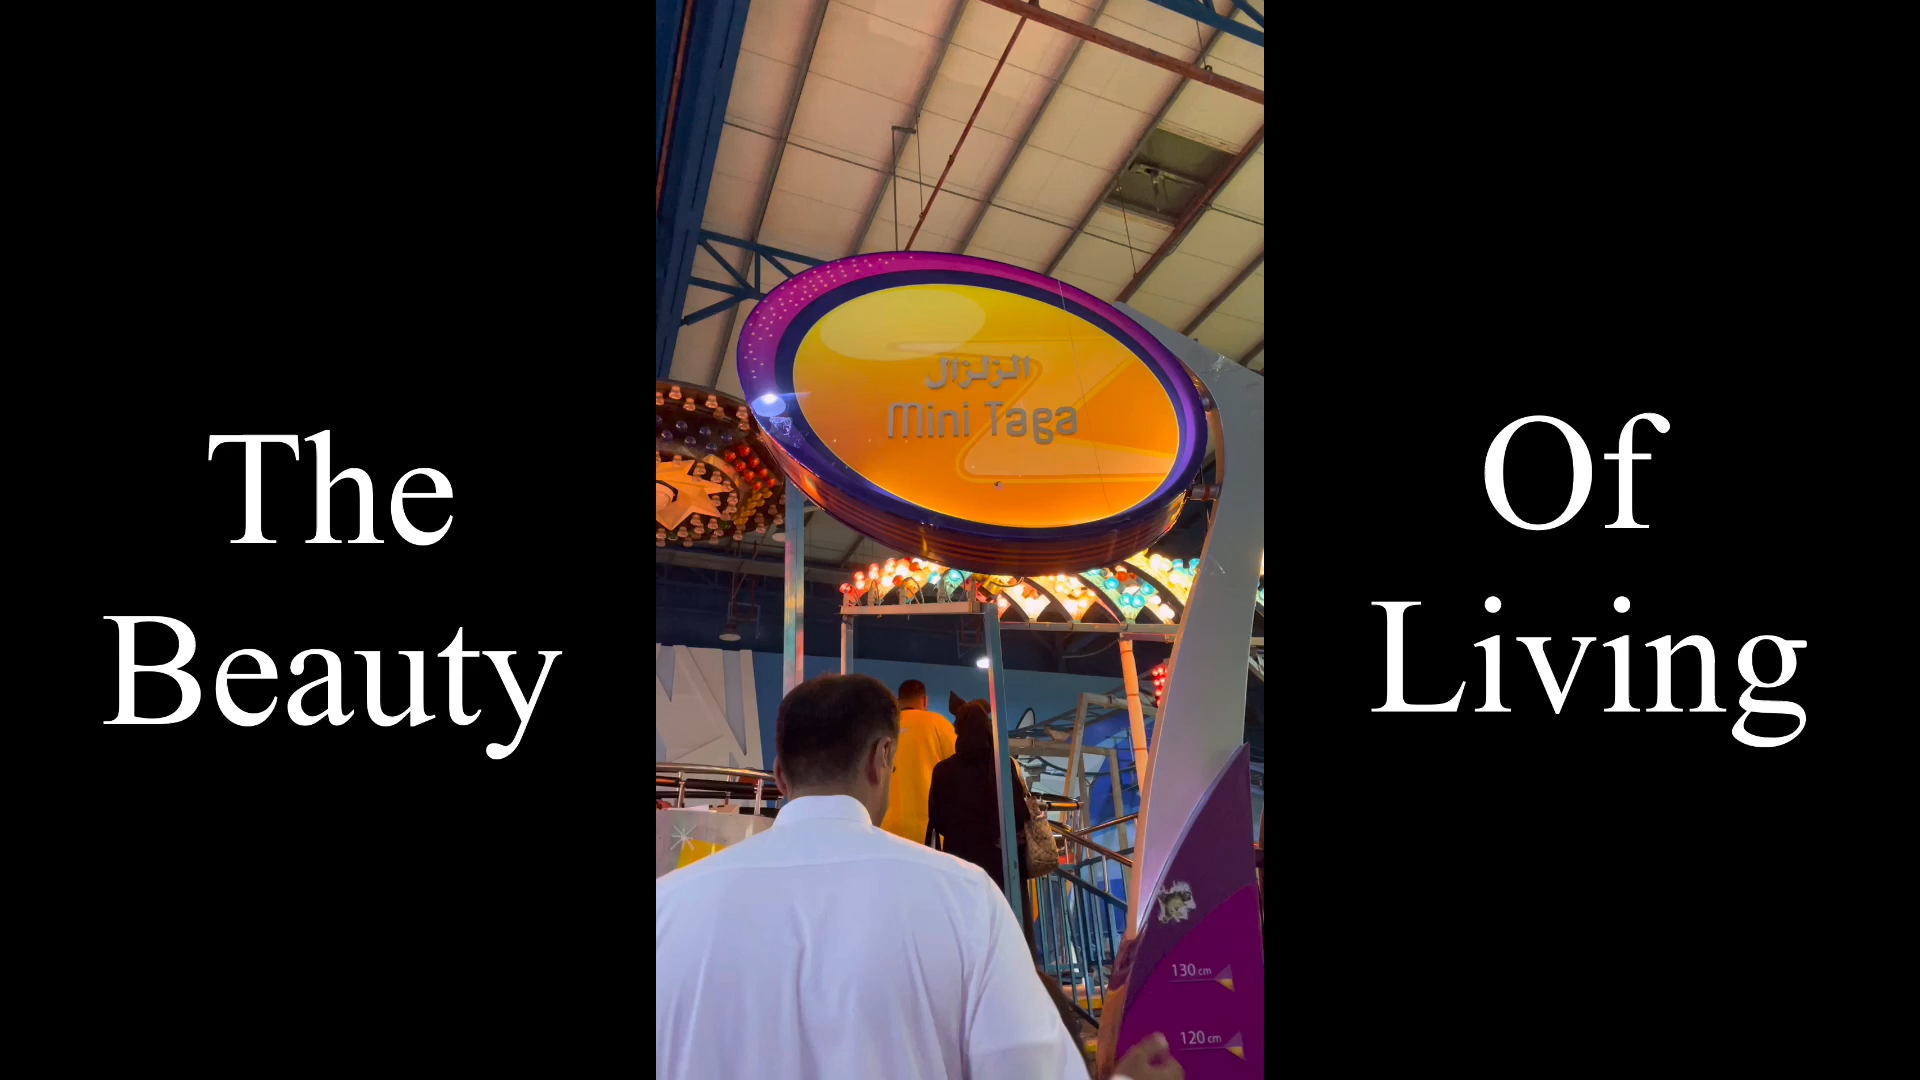 The
Beauty
الزلزال
Mini Taga
130 cm
120 cm
Of
Living